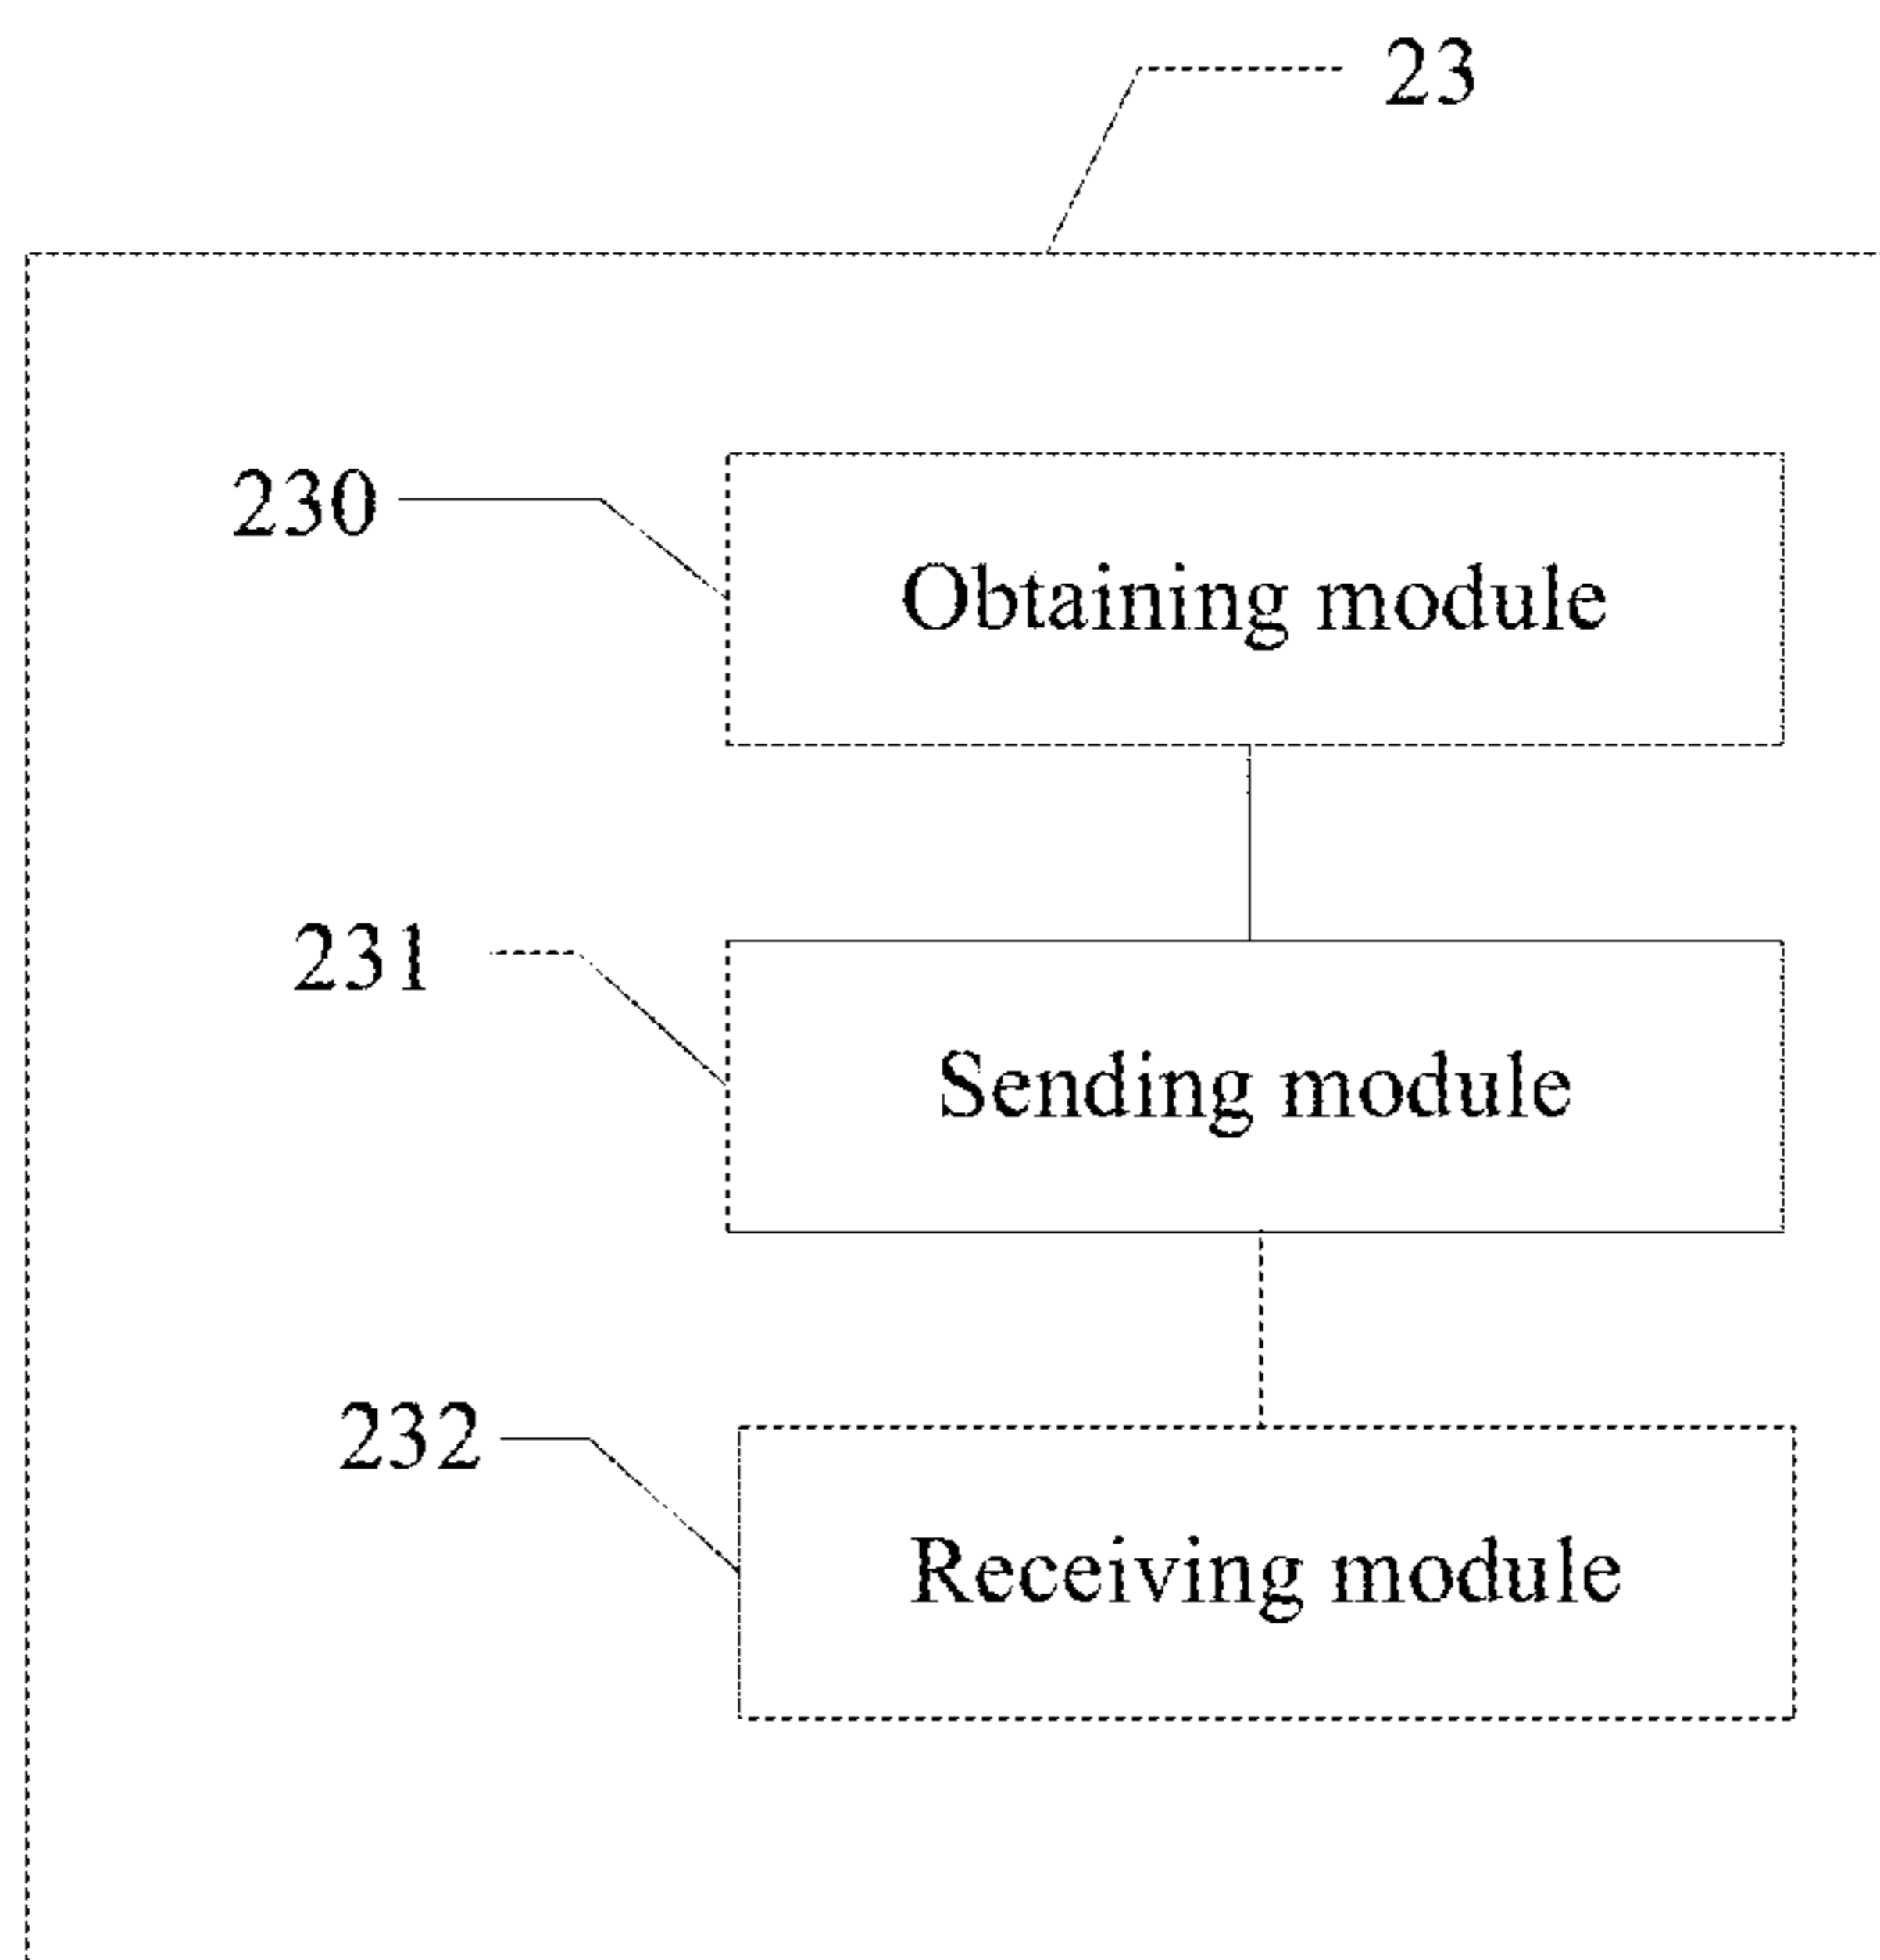 23
230
Obtaining module
231
Sending module
232
Receiving module